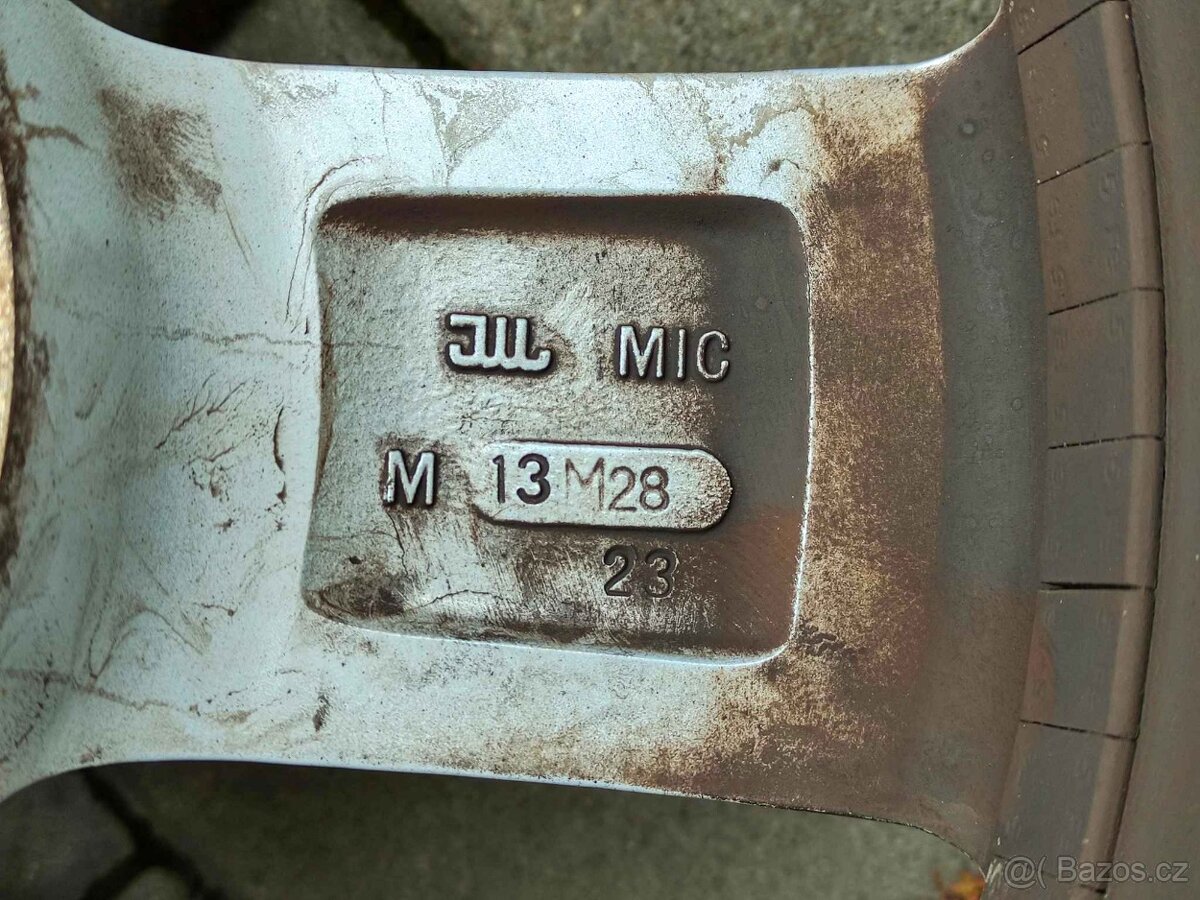 JWL MIC
M 13M28
23
@( Bazos.cz